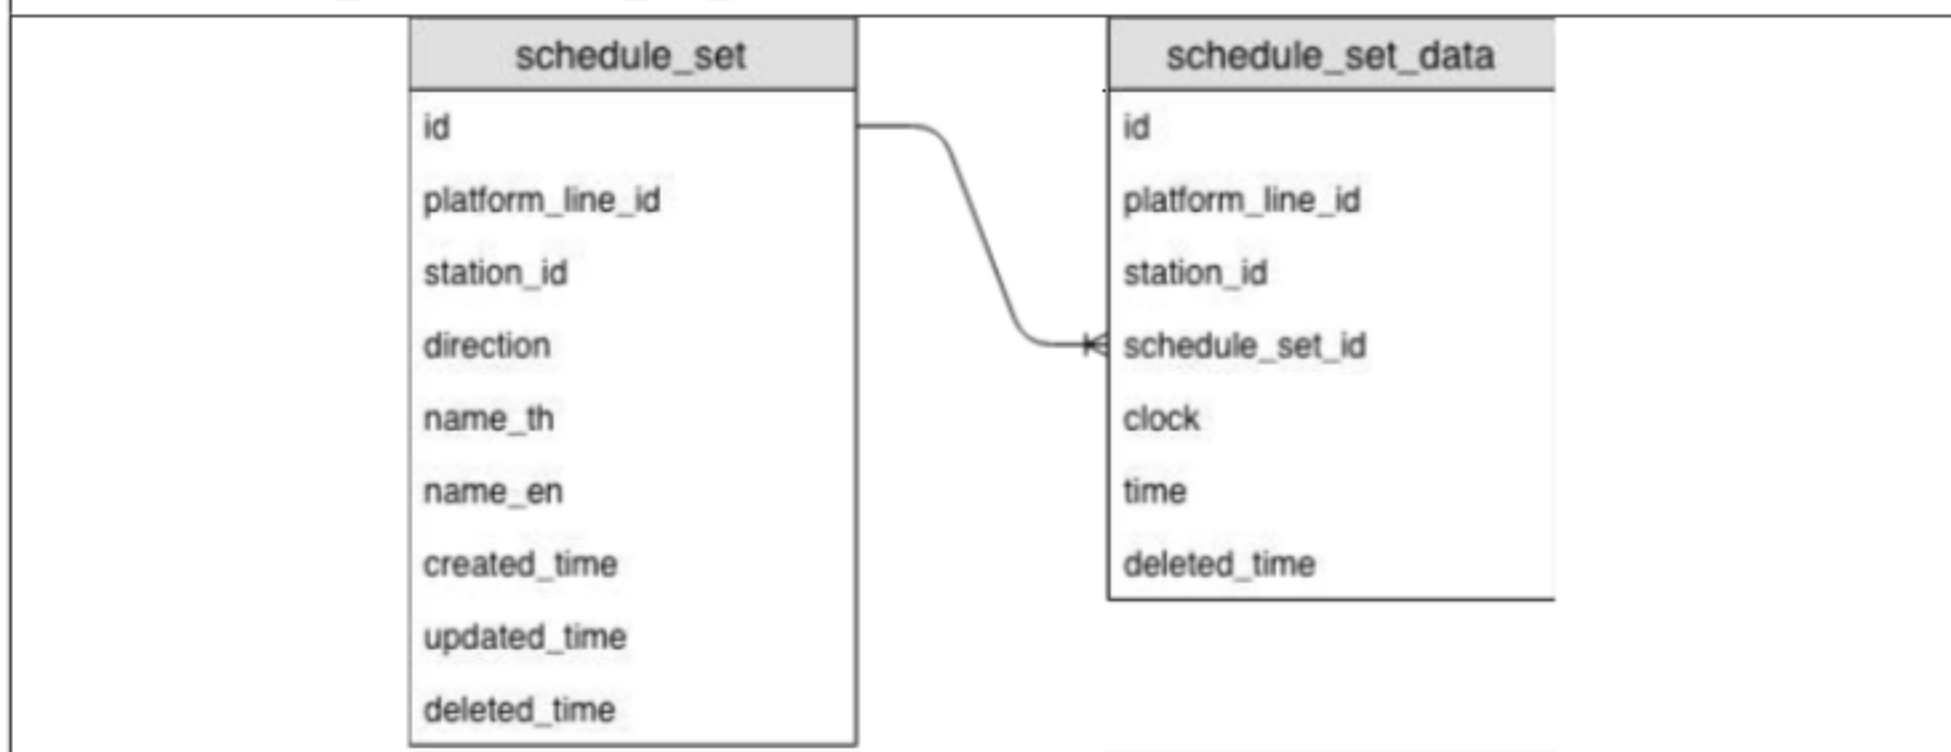 schedule_set
id
platform_line_id
station_id
direction
name_th
name_en
created_time
updated_time
deleted_time
schedule_set_data
id
platform_line_id
station_id
schedule_set_id
clock
time
deleted_time